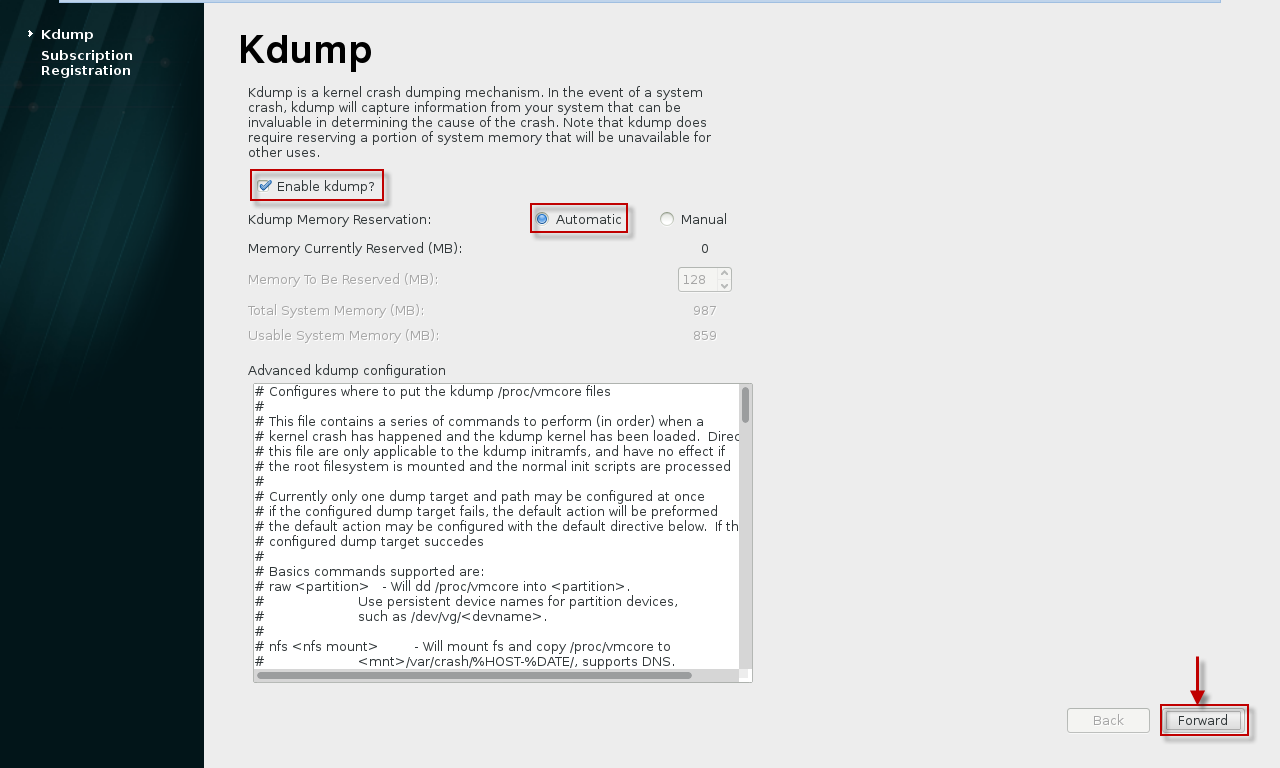 Kdump
Subscription
Registration
Kdump
Kdump is a kernel crash dumping mechanism. In the event of a system
crash, kdump will capture information from your system that can be
invaluable in determining the cause of the crash. Note that kdump does
require reserving a portion of system memory that will be unavailable for
other uses.
Enable kdump?
Kdump Memory Reservation: Automatic Manual
Memory Currently Reserved (MB): 0
Memory To Be Reserved (MB): 128
Total System Memory (MB): 987
Usable System Memory (MB): 859
Advanced kdump configuration
# Configures where to put the kdump /proc/vmcore files
#
# This file contains a series of commands to perform (in order) when a
# kernel crash has happened and the kdump kernel has been loaded.  Direc
# this file are only applicable to the kdump initramfs, and have no effect if
# the root filesystem is mounted and the normal init scripts are processed
#
# Currently only one dump target and path may be configured at once
# if the configured dump target fails, the default action will be preformed
# the default action may be configured with the default directive below.  If th
# configured dump target succedes
#
# Basics commands supported are:
# raw <partition>   - Will dd /proc/vmcore into <partition>.
#                     Use persistent device names for partition devices,
#                     such as /dev/vg/<devname>.
#
# nfs <nfs mount>         - Will mount fs and copy /proc/vmcore to
#                     <mnt>/var/crash/%HOST-%DATE/, supports DNS.
Back Forward